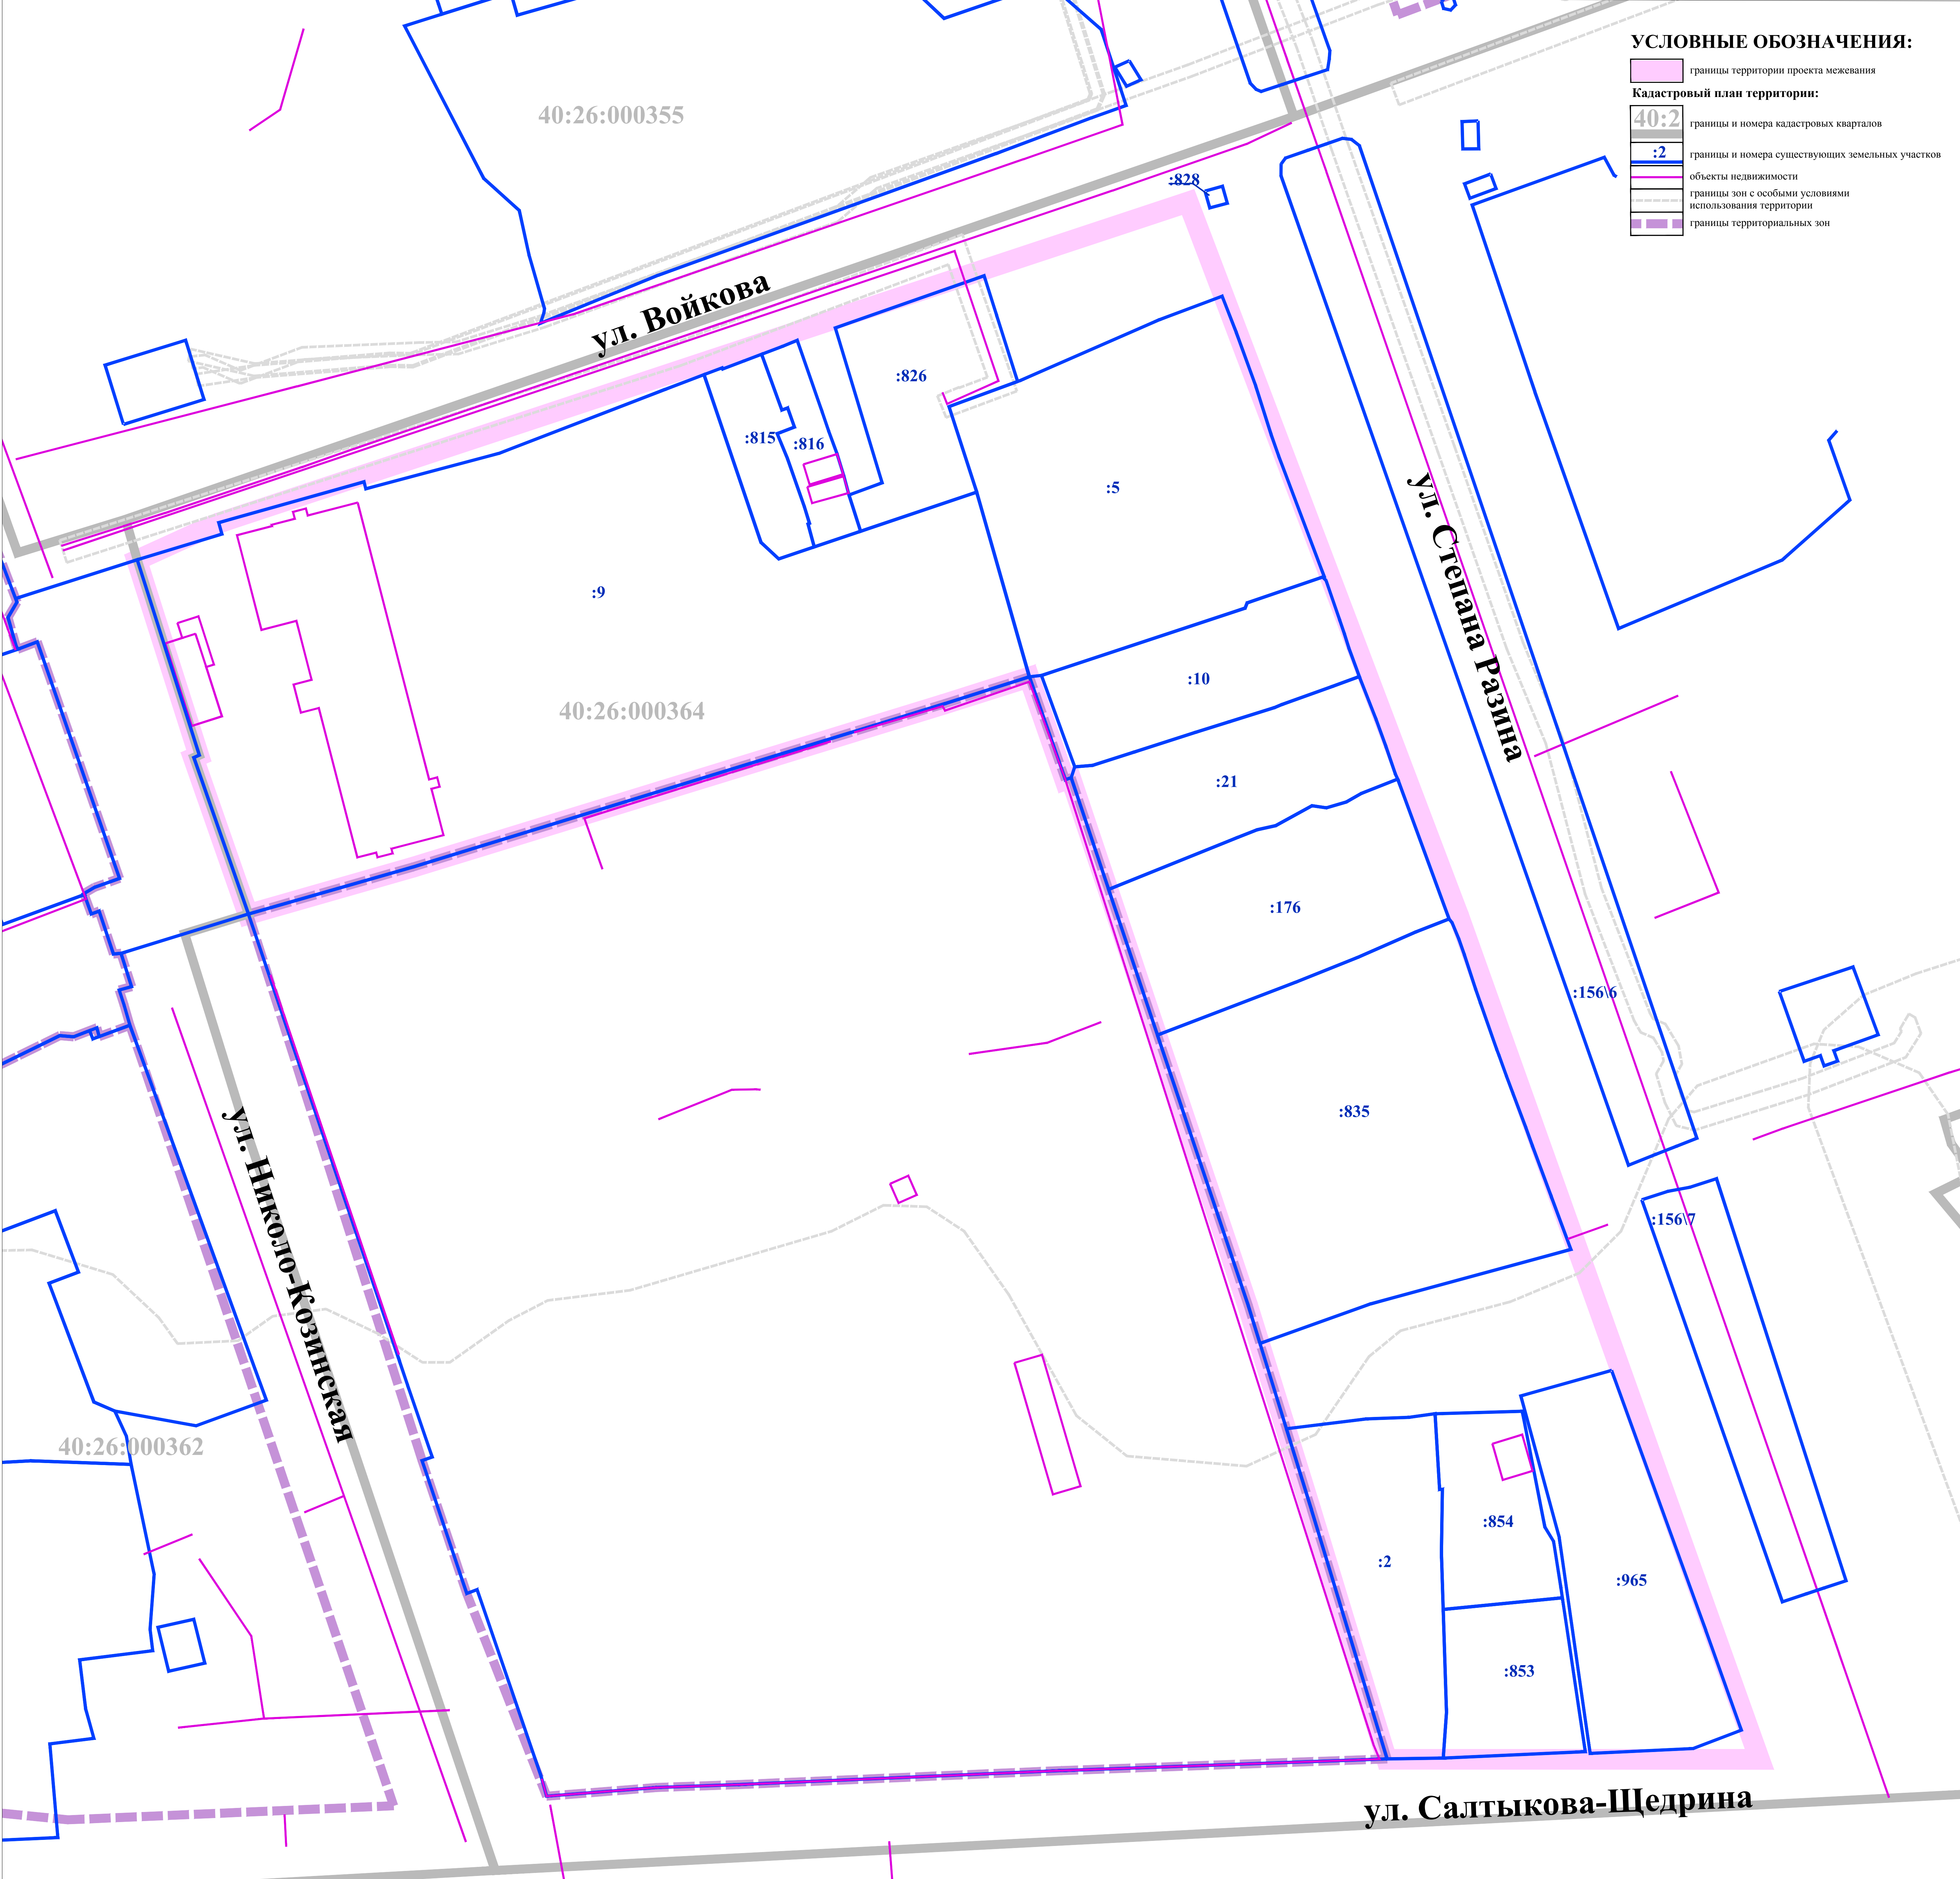 УСЛОВНЫЕ ОБОЗНАЧЕНИЯ:
границы территории проекта межевания
Кадастровый план территории:
40:2
границы и номера кадастровых кварталов
:2
границы и номера существующих земельных участков
объекты недвижимости
границы зон с особыми условиями
использования территории
границы территориальных зон
40:26:000355
:828
ул. Войкова
:826
:815
:816
:5
ул. Степана Разина
:9
:10
40:26:000364
:21
:176
:156\6
:835
:156\7
ул. Николо-Козинская
40:26:000362
:854
:2
:965
:853
ул. Салтыкова-Щедрина